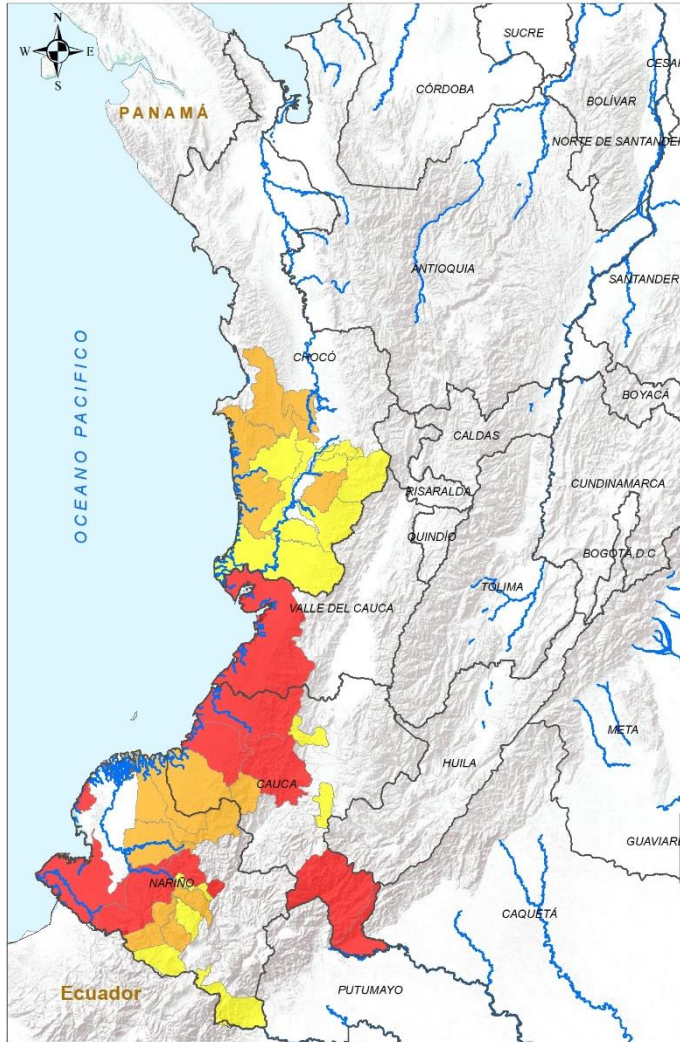 N
W E
S
PANAMÁ
SUCRE
CÓRDOBA
CESAR
BOLÍVAR
NORTE DE SANTANDER
ANTIOQUIA
SANTANDER
OCEANO PACIFICO
CHOCÓ
BOYACÁ
CALDAS
CUNDINAMARCA
RISARALDA
QUINDÍO
BOGOTÁ,D.C
TOLIMA
VALLE DEL CAUCA
META
HUILA
CAUCA
GUAVIARE
NARIÑO
CAQUETÁ
PUTUMAYO
Ecuador